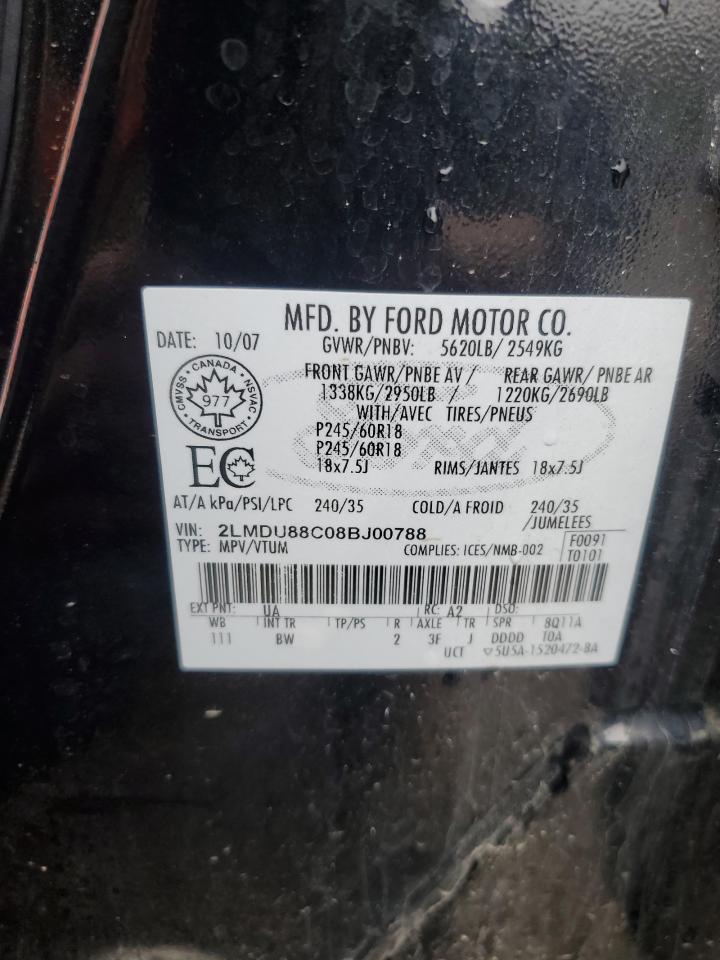 MFD. BY FORD MOTOR CO.
DATE: 10/07
GVWR/PNBV: 5620LB/ 2549KG
FRONT GAWR/PNBE AV / REAR GAWR/ PNBE AR
1338KG/2950LB / 1220KG/2690LB
WITH/AVEC TIRES/PNEUS
CANADA
CMVSS
NSVAC
977
TRANSPORT
P245/60R18
P245/60R18
18x7.5J RIMS/JANTES 18x7.5J
EC
AT/A kPa/PSI/LPC 240/35 COLD/A FROID 240/35
/JUMELEES
VIN: 2LMDU88C08BJ00788
TYPE: MPV/VTUM COMPLIES: ICES/NMB-002
F0091
T0101
EXT PNT: UA RC: A2 DSO:
WB INT TR TP/PS R AXLE TR SPR 8Q11A
111 BW 2 3F J DDDD T0A
UCT 5U5A-1520472-BA